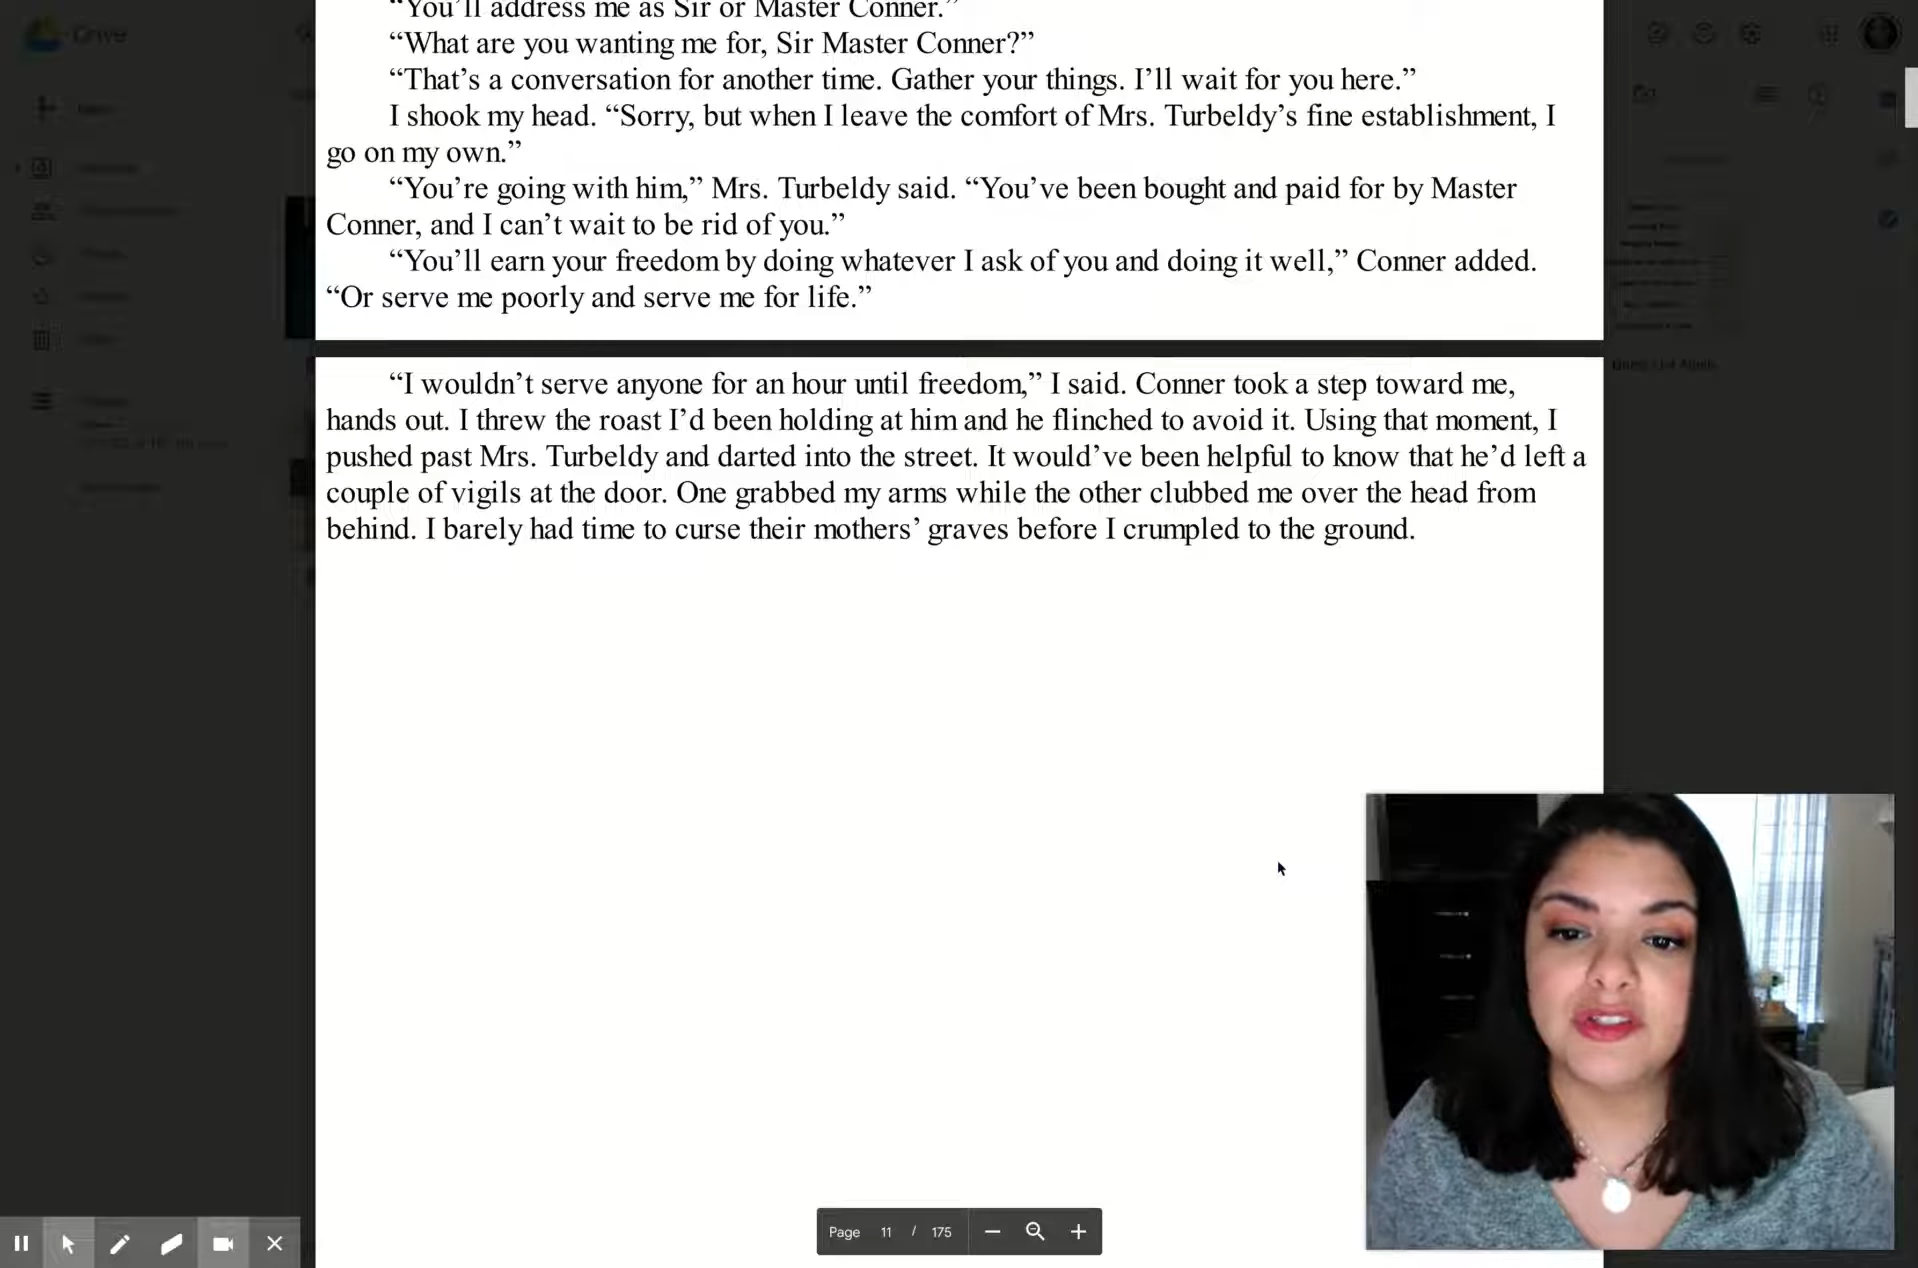 “You’ll address me as Sir or Master Conner.”
Drive
“What are you wanting me for, Sir Master Conner?”
“That’s a conversation for another time. Gather your things. I’ll wait for you here.”
I shook my head. “Sorry, but when I leave the comfort of Mrs. Turbeldy’s fine establishment, I
go on my own.”
“You’re going with him,” Mrs. Turbeldy said. “You’ve been bought and paid for by Master
Conner, and I can’t wait to be rid of you.”
“You’ll earn your freedom by doing whatever I ask of you and doing it well,” Conner added.
“Or serve me poorly and serve me for life.”
“I wouldn’t serve anyone for an hour until freedom,” I said. Conner took a step toward me,
hands out. I threw the roast I’d been holding at him and he flinched to avoid it. Using that moment, I
pushed past Mrs. Turbeldy and darted into the street. It would’ve been helpful to know that he’d left a
couple of vigils at the door. One grabbed my arms while the other clubbed me over the head from
behind. I barely had time to curse their mothers’ graves before I crumpled to the ground.
Page 11 / 175